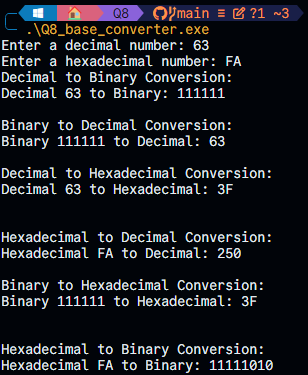 Q8 main ≡ ?1 ~3
.\Q8_base_converter.exe
Enter a decimal number: 63
Enter a hexadecimal number: FA
Decimal to Binary Conversion:
Decimal 63 to Binary: 111111
Binary to Decimal Conversion:
Binary 111111 to Decimal: 63
Decimal to Hexadecimal Conversion:
Decimal 63 to Hexadecimal: 3F
Hexadecimal to Decimal Conversion:
Hexadecimal FA to Decimal: 250
Binary to Hexadecimal Conversion:
Binary 111111 to Hexadecimal: 3F
Hexadecimal to Binary Conversion:
Hexadecimal FA to Binary: 11111010